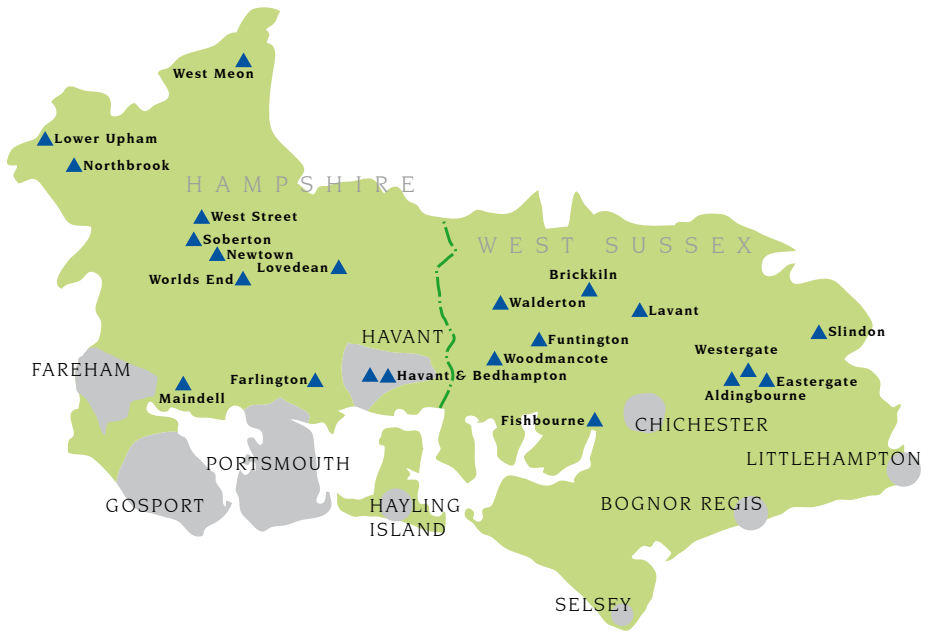 West Meon
Lower Upham
Northbrook
HAMPSHIRE
West Street
Soberton
Newtown
Lovedean
Worlds End
WEST SUSSEX
Brickkiln
Walderton
Lavant
Slindon
HAVANT
Funtington
Westergate
Woodmancote
FAREHAM
Havant & Bedhampton
Farlington
Maindell
Eastergate
Aldingbourne
Fishbourne
CHICHESTER
LITTLEHAMPTON
PORTSMOUTH
GOSPORT
HAYLING
ISLAND
BOGNOR REGIS
SELSEY